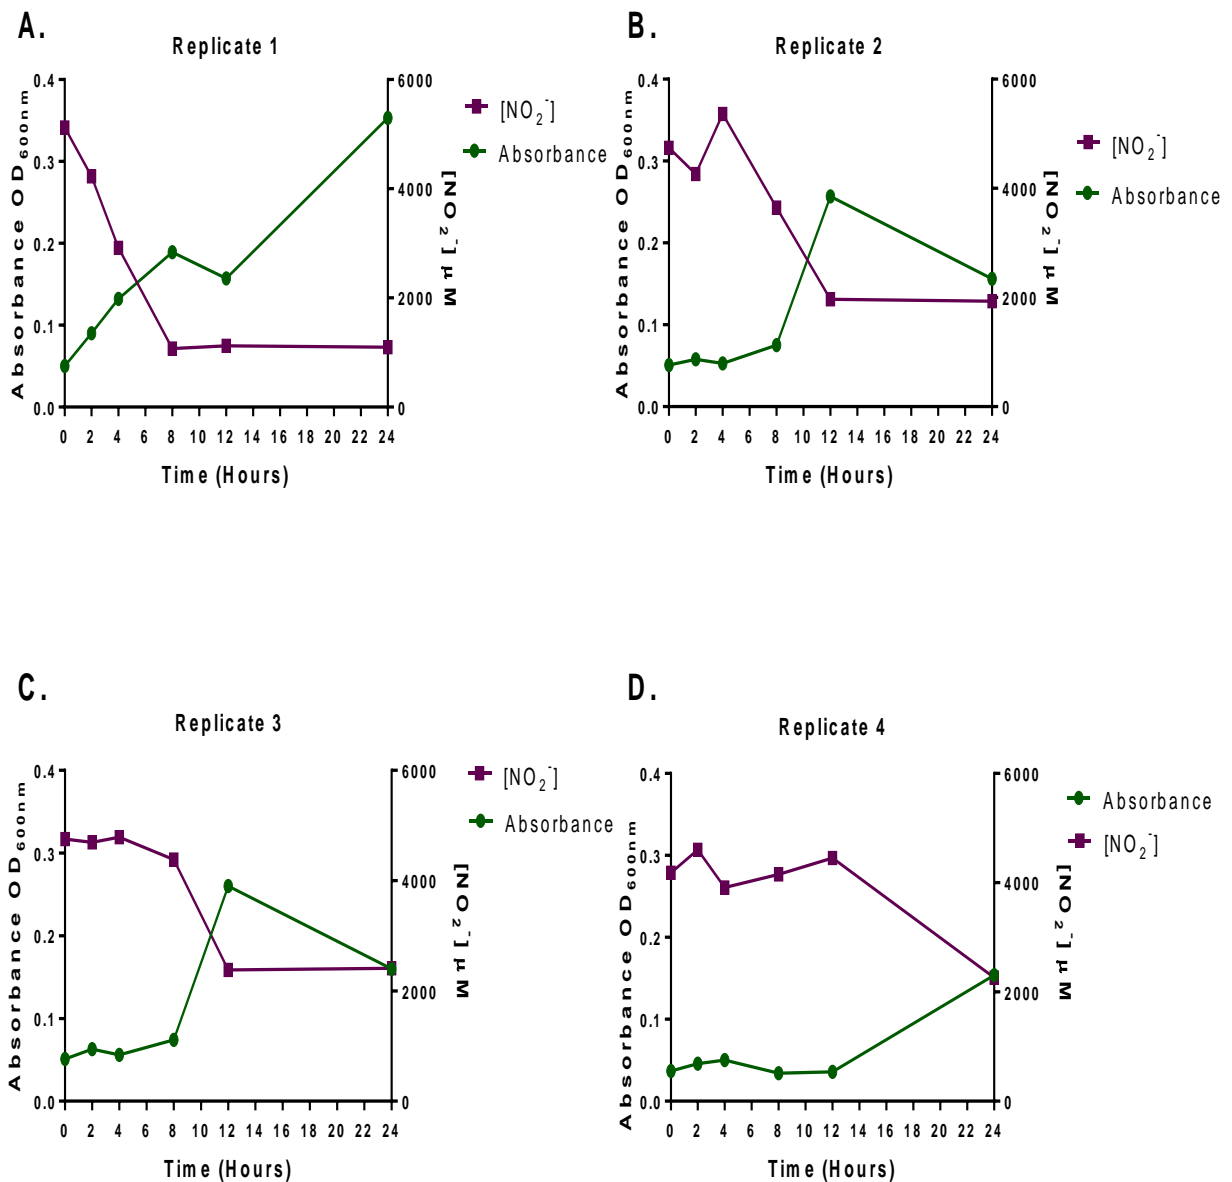 A.
Replicate 1
0.4
0.3
0.2
0.1
0.0
Absorbance OD600nm
6000
4000
2000
0
[NO2-] µM
0 2 4 6 8 10 12 14 16 18 20 22 24
Time (Hours)
[NO2-]
Absorbance
B.
Replicate 2
0.4
0.3
0.2
0.1
0.0
Absorbance OD600nm
6000
4000
2000
0
[NO2-] µM
0 2 4 6 8 10 12 14 16 18 20 22 24
Time (Hours)
[NO2-]
Absorbance
C.
Replicate 3
0.4
0.3
0.2
0.1
0.0
Absorbance OD600nm
6000
4000
2000
0
[NO2-] µM
0 2 4 6 8 10 12 14 16 18 20 22 24
Time (Hours)
[NO2-]
Absorbance
D.
Replicate 4
0.4
0.3
0.2
0.1
0.0
Absorbance OD600nm
6000
4000
2000
0
[NO2-] µM
0 2 4 6 8 10 12 14 16 18 20 22 24
Time (Hours)
Absorbance
[NO2-]